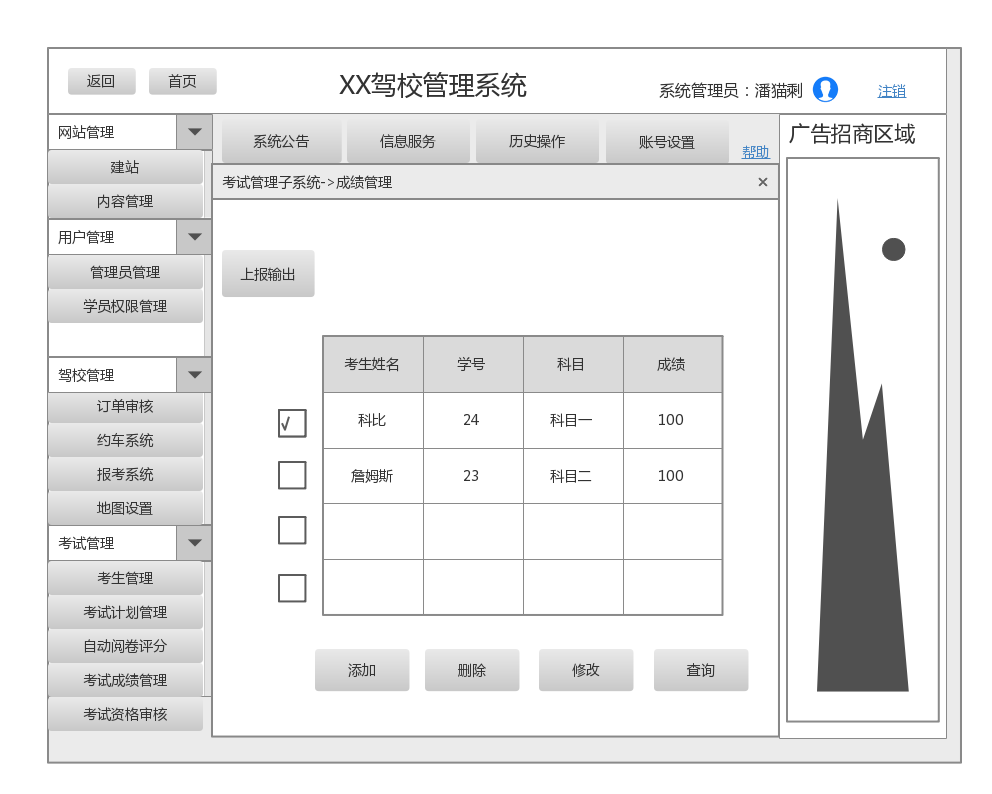 返回 首页 XX驾校管理系统 系统管理员：潘猫剩 注销
网站管理
建站
内容管理
用户管理
管理员管理
学员权限管理
驾校管理
订单审核
约车系统
报考系统
地图设置
考试管理
考生管理
考试计划管理
自动阅卷评分
考试成绩管理
考试资格审核
系统公告 信息服务 历史操作 账号设置 帮助
考试管理子系统->成绩管理 ×
上报输出
考生姓名 学号 科目 成绩
√ 科比 24 科目一 100
詹姆斯 23 科目二 100
添加 删除 修改 查询
广告招商区域